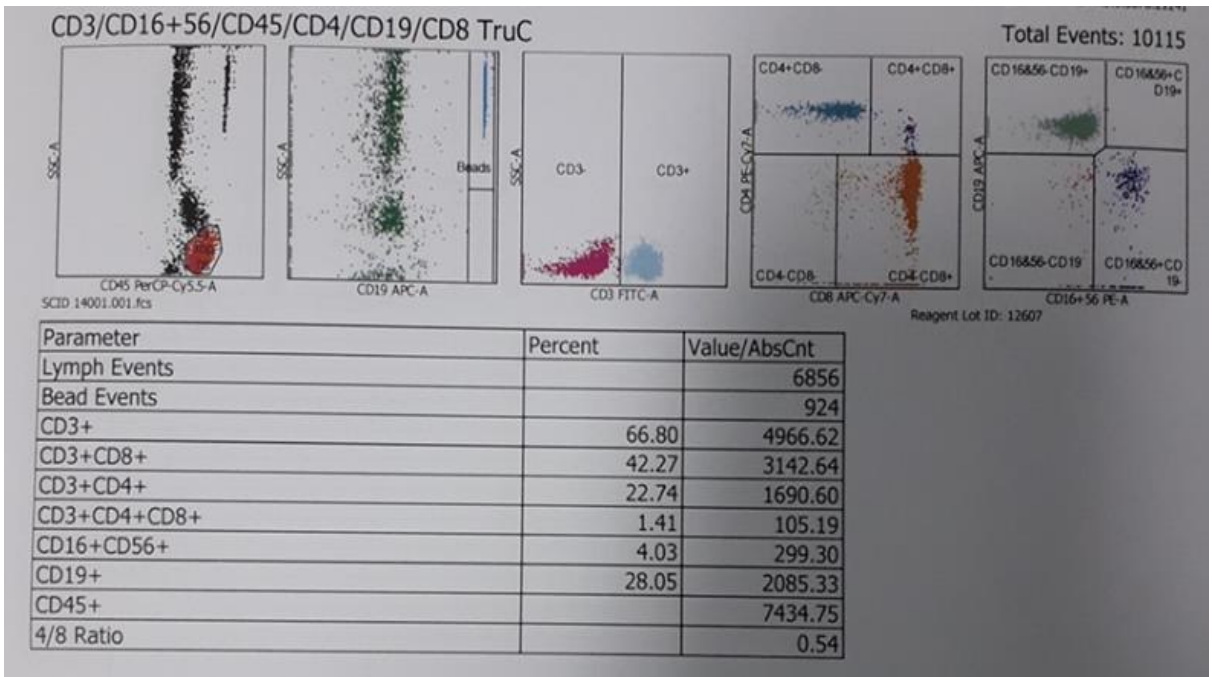 CD3/CD16+56/CD45/CD4/CD19/CD8 TruC
Total Events: 10115
SSC-A
CD45 PerCP-Cy5.5-A
SSC-A
Beads
CD19 APC-A
SSC-A
CD3-
CD3+
CD3 FITC-A
CD4 PE-Cy7-A
CD4+CD8-
CD4+CD8+
CD4-CD8-
CD4-CD8+
CD8 APC-Cy7-A
CD19 APC-A
CD16&56-CD19+
CD16&56+C
D19+
CD16&56-CD19
CD16&56+CD
19-
CD16+56 PE-A
SCID 14001.001.fcs
Reagent Lot ID: 12607
Parameter Percent Value/AbsCnt
Lymph Events 6856
Bead Events 924
CD3+ 66.80 4966.62
CD3+CD8+ 42.27 3142.64
CD3+CD4+ 22.74 1690.60
CD3+CD4+CD8+ 1.41 105.19
CD16+CD56+ 4.03 299.30
CD19+ 28.05 2085.33
CD45+ 7434.75
4/8 Ratio 0.54